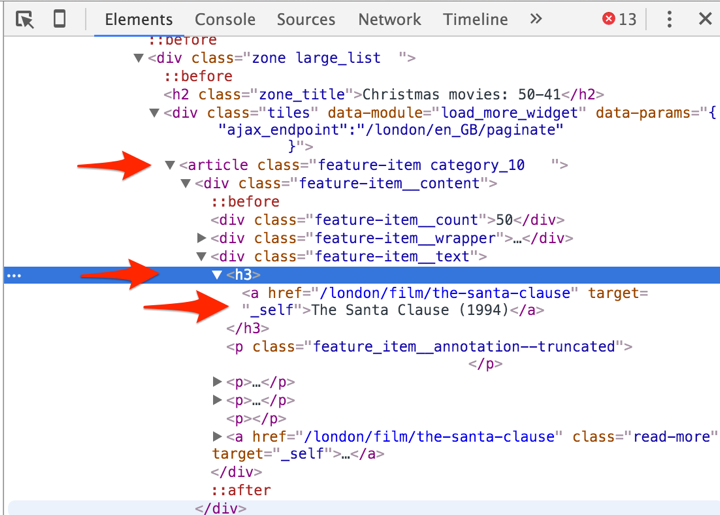 Elements Console Sources Network Timeline » 13
::before
▼<div class="zone large_list  ">
::before
<h2 class="zone_title">Christmas movies: 50-41</h2>
▼<div class="tiles" data-module="load_more_widget" data-params="{
"ajax_endpoint":"/london/en_GB/paginate"
}">
▼<article class="feature-item category_10   ">
▼<div class="feature-item__content">
::before
<div class="feature-item__count">50</div>
▶<div class="feature-item__wrapper">…</div>
▼<div class="feature-item__text">
… ▼<h3>
<a href="/london/film/the-santa-clause" target=
"_self">The Santa Clause (1994)</a>
</h3>
<p class="feature_item__annotation--truncated">
</p>
▶<p>…</p>
▶<p>…</p>
<p></p>
▶<a href="/london/film/the-santa-clause" class="read-more"
target="_self">…</a>
</div>
::after
</div>